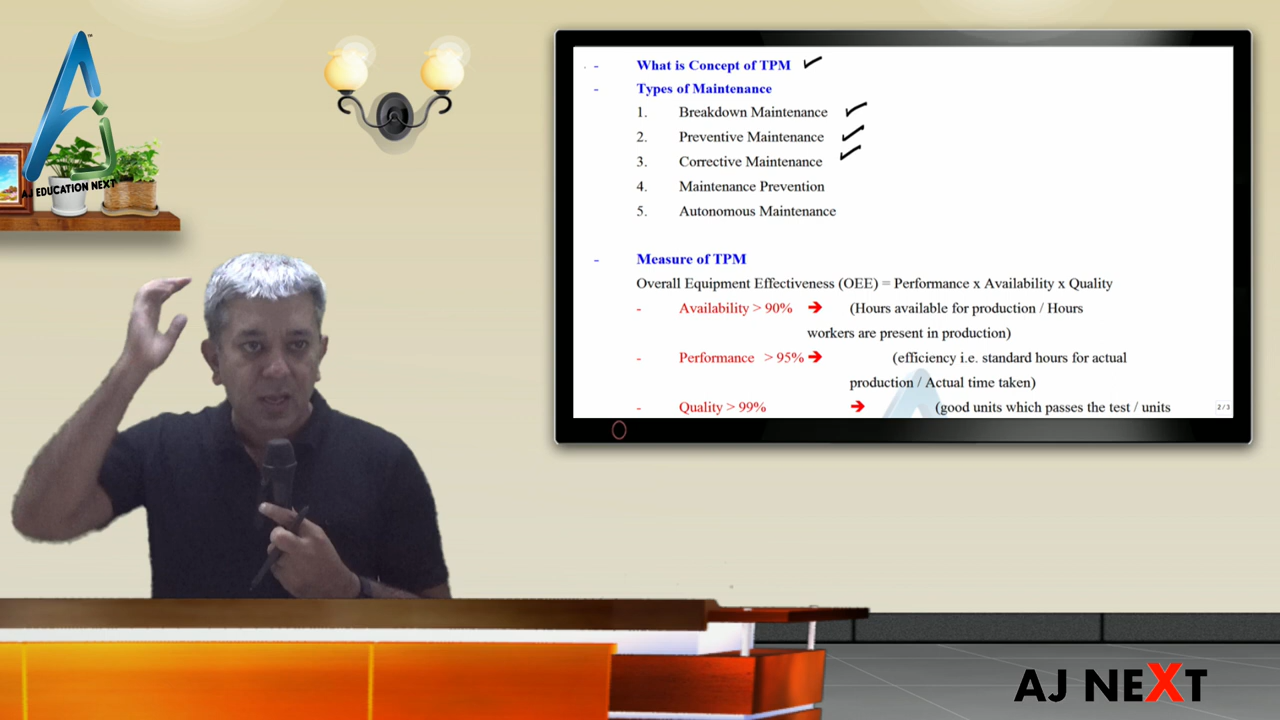 AJ EDUCATION NEXT
- What is Concept of TPM
- Types of Maintenance
1. Breakdown Maintenance
2. Preventive Maintenance
3. Corrective Maintenance
4. Maintenance Prevention
5. Autonomous Maintenance
- Measure of TPM
Overall Equipment Effectiveness (OEE) = Performance x Availability x Quality
- Availability > 90% ➔ (Hours available for production / Hours
workers are present in production)
- Performance > 95% ➔ (efficiency i.e. standard hours for actual
production / Actual time taken)
- Quality > 99% ➔ (good units which passes the test / units
2 / 3
AJ NEXT